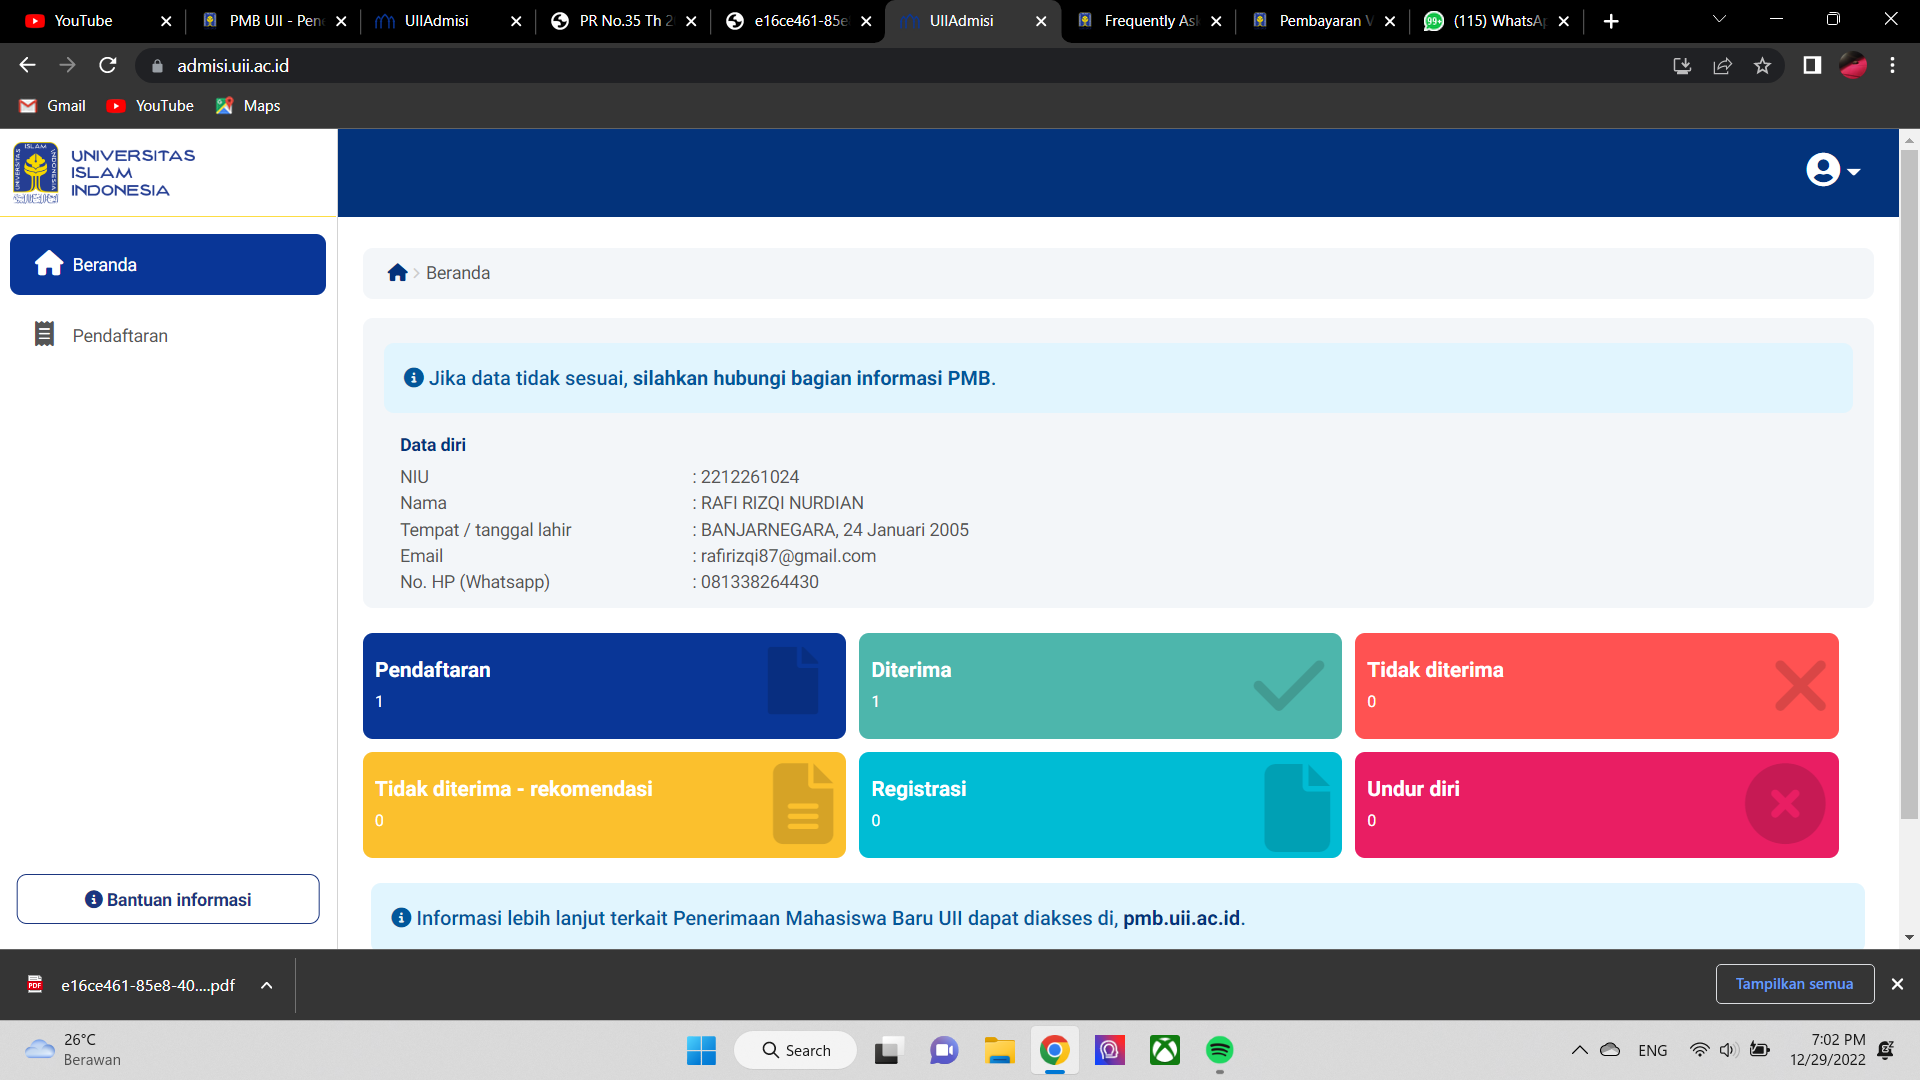 YouTube
PMB UII - Pen
UIIAdmisi
PR No.35 Th 2
e16ce461-85e
UIIAdmisi
Frequently As
Pembayaran V
99+
(115) WhatsA
admisi.uii.ac.id
Gmail
YouTube
Maps
UNIVERSITAS
ISLAM
INDONESIA
Beranda
Pendaftaran
Beranda
Jika data tidak sesuai, silahkan hubungi bagian informasi PMB.
Data diri
NIU : 2212261024
Nama : RAFI RIZQI NURDIAN
Tempat / tanggal lahir : BANJARNEGARA, 24 Januari 2005
Email : rafirizqi87@gmail.com
No. HP (Whatsapp) : 081338264430
Pendaftaran
1
Diterima
1
Tidak diterima
0
Tidak diterima - rekomendasi
0
Registrasi
0
Undur diri
0
Bantuan informasi
Informasi lebih lanjut terkait Penerimaan Mahasiswa Baru UII dapat diakses di, pmb.uii.ac.id.
PDF
e16ce461-85e8-40....pdf
Tampilkan semua
26°C
Berawan
Search
ENG
7:02 PM
12/29/2022